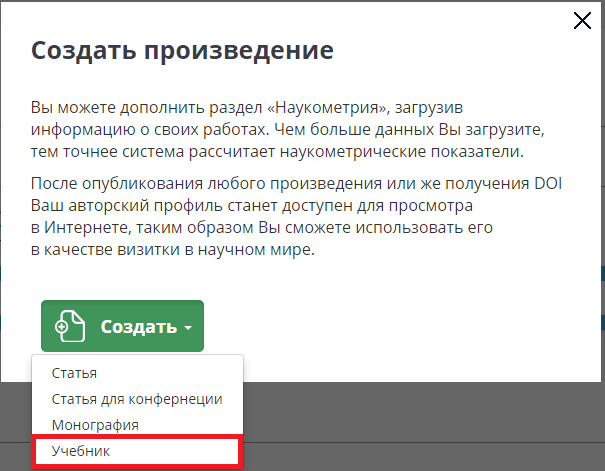 Создать произведение
Вы можете дополнить раздел «Наукометрия», загрузив
информацию о своих работах. Чем больше данных Вы загрузите,
тем точнее система рассчитает наукометрические показатели.
После опубликования любого произведения или же получения DOI
Ваш авторский профиль станет доступен для просмотра
в Интернете, таким образом Вы сможете использовать его
в качестве визитки в научном мире.
Создать
Статья
Статья для конфернеции
Монография
Учебник